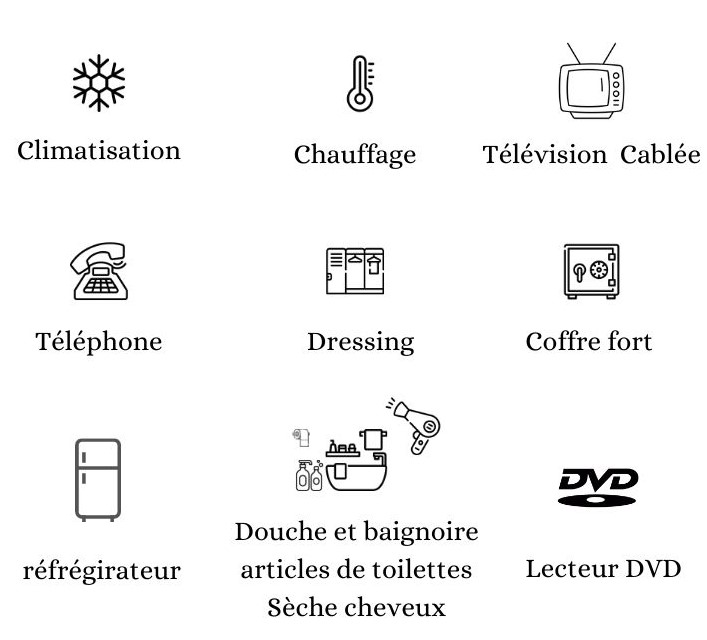 Climatisation
Chauffage
Télévision Cablée
Téléphone
Dressing
Coffre fort
DVD
réfrégirateur
Douche et baignoire
articles de toilettes
Sèche cheveux
Lecteur DVD